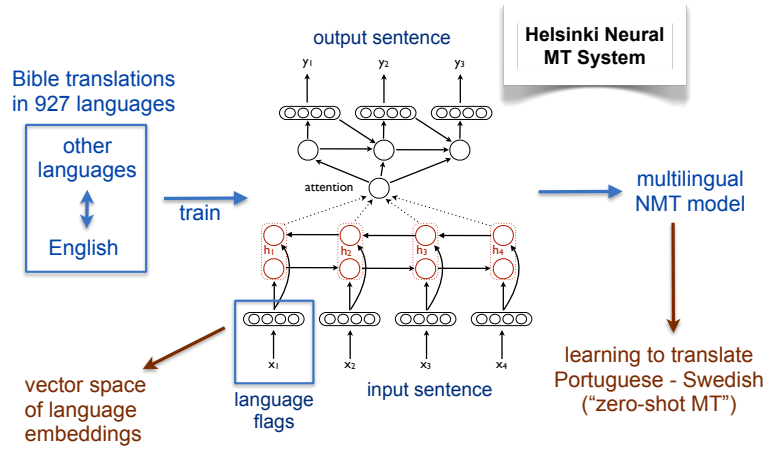 Helsinki Neural
MT System
output sentence
y1 y2 y3
Bible translations
in 927 languages
other
languages
English
train
attention
multilingual
NMT model
h1 h2 h3 h4
x1 x2 x3 x4
input sentence
language
flags
vector space
of language
embeddings
learning to translate
Portuguese - Swedish
(“zero-shot MT”)